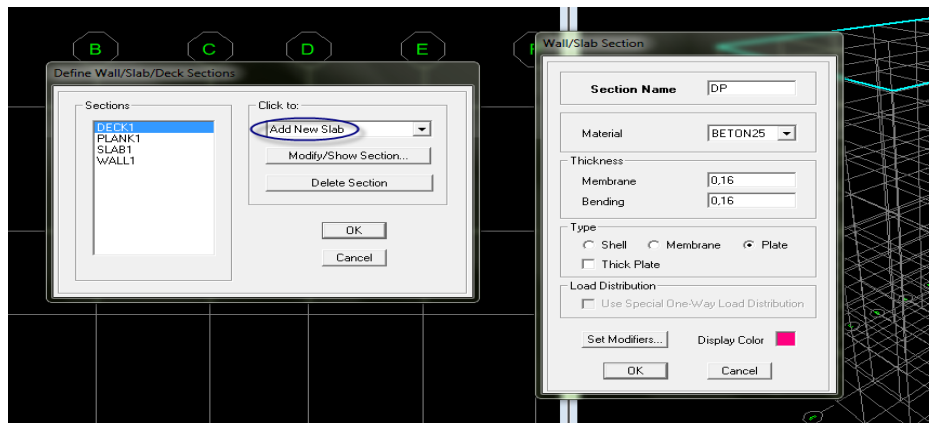 B C D E F
Define Wall/Slab/Deck Sections
Sections
DECK1
PLANK1
SLAB1
WALL1
Click to:
Add New Slab
Modify/Show Section...
Delete Section
OK
Cancel
Wall/Slab Section
Section Name DP
Material BETON25
Thickness
Membrane 0,16
Bending 0,16
Type
Shell Membrane Plate
Thick Plate
Load Distribution
Use Special One-Way Load Distribution
Set Modifiers... Display Color
OK Cancel